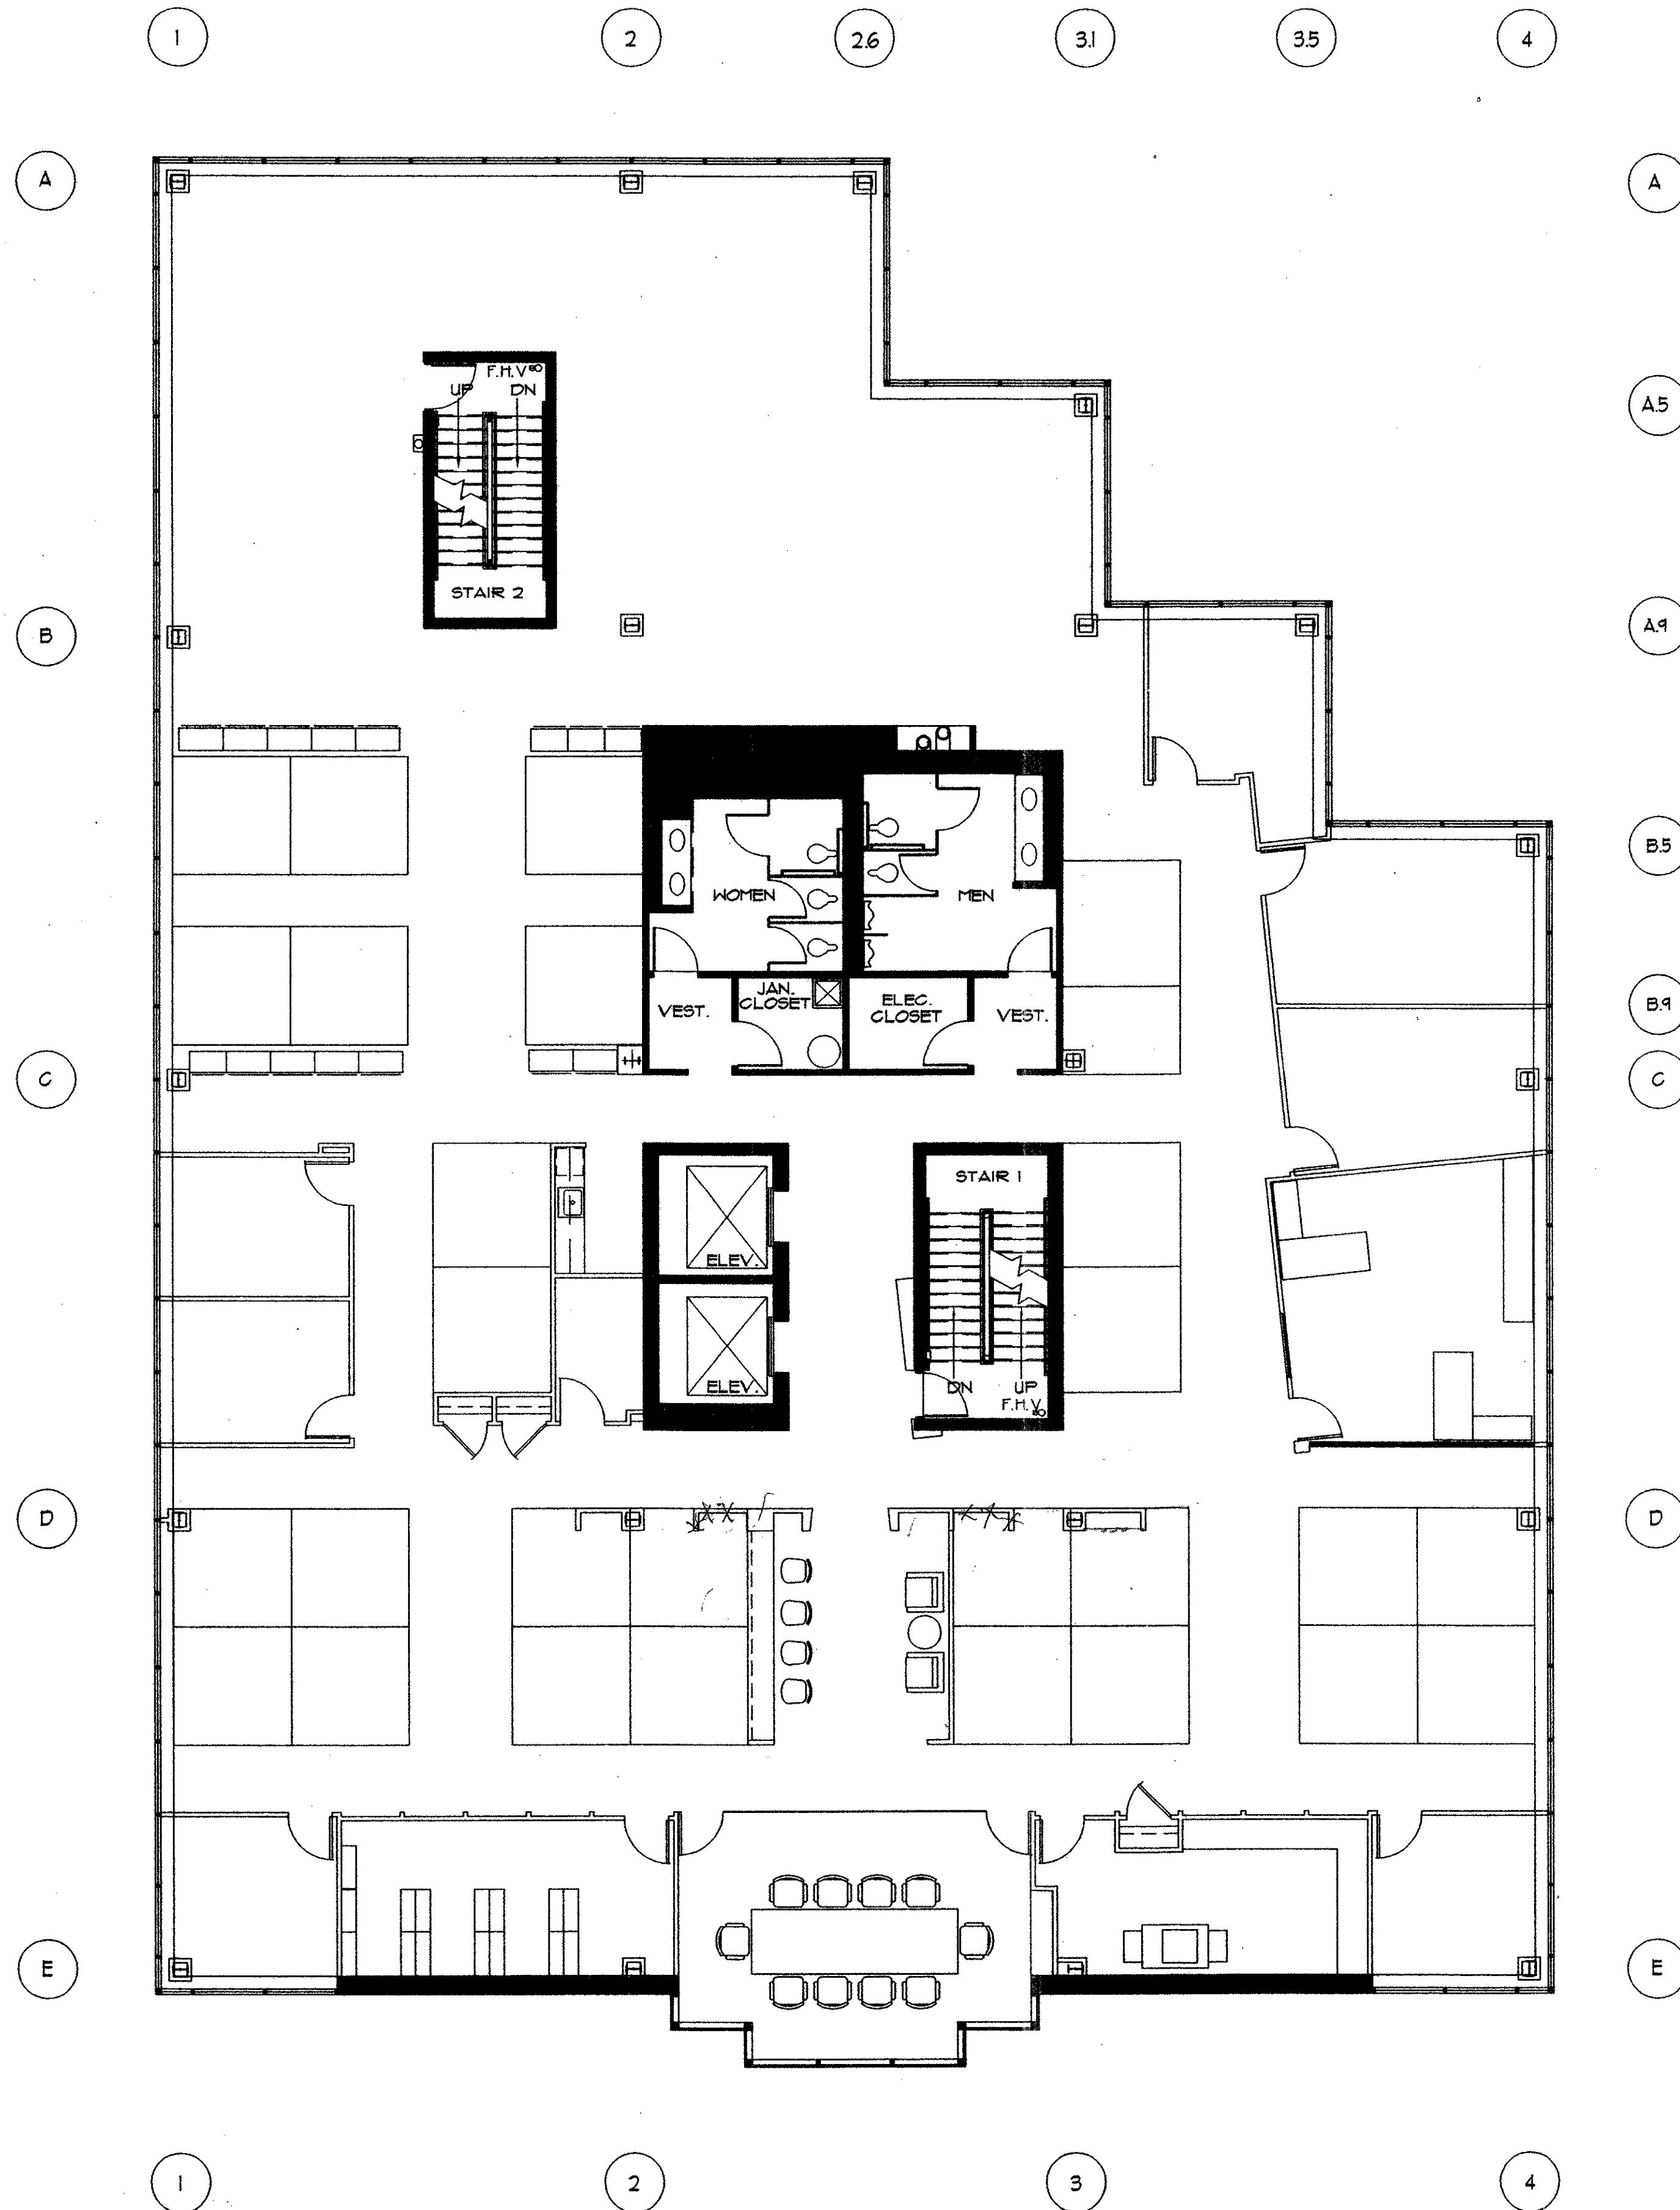 1 2 2.6 3.1 3.5 4
A A
F.H.V
UP DN
A.5
STAIR 2
B A.9
B.5
WOMEN MEN
JAN. CLOSET
ELEC. CLOSET
VEST. VEST.
B.9
C C
STAIR 1
ELEV.
ELEV.
DN UP
F.H.V.
D D
E E
1 2 3 4